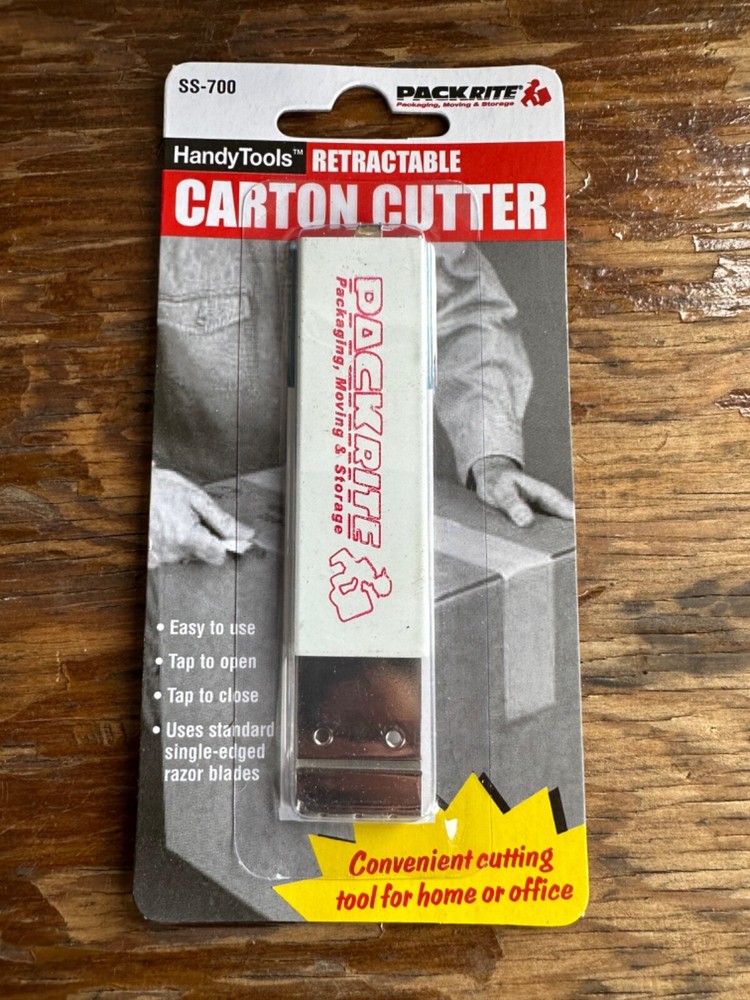 SS-700
PACKRITE®
Packaging, Moving & Storage
HandyTools™ RETRACTABLE
CARTON CUTTER
PACKRITE
Packaging, Moving & Storage
• Easy to use
• Tap to open
• Tap to close
• Uses standard
single-edged
razor blades
Convenient cutting
tool for home or office